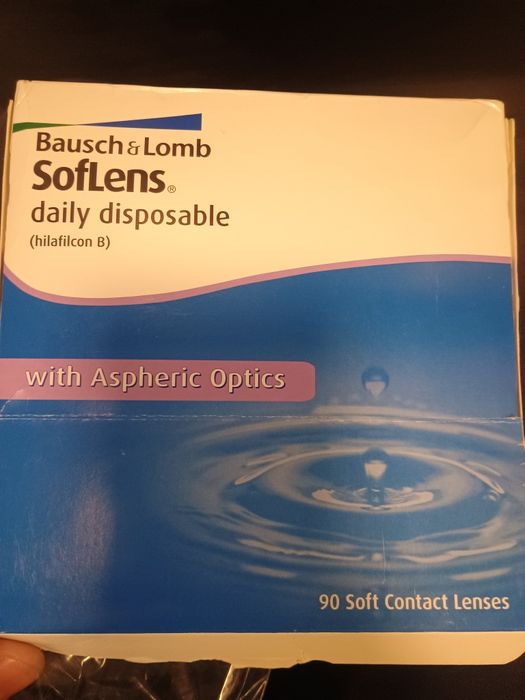 Bausch & Lomb
SofLens®
daily disposable
(hilafilcon B)
with Aspheric Optics
90 Soft Contact Lenses